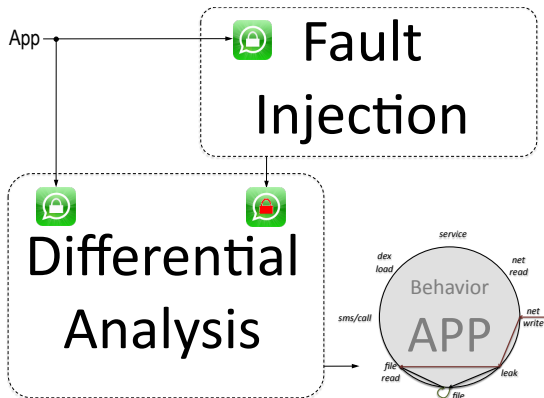 App
Fault
Injection
Differential
Analysis
service
dex
load
net
read
Behavior
APP
sms/call
net
write
file
read
leak
file